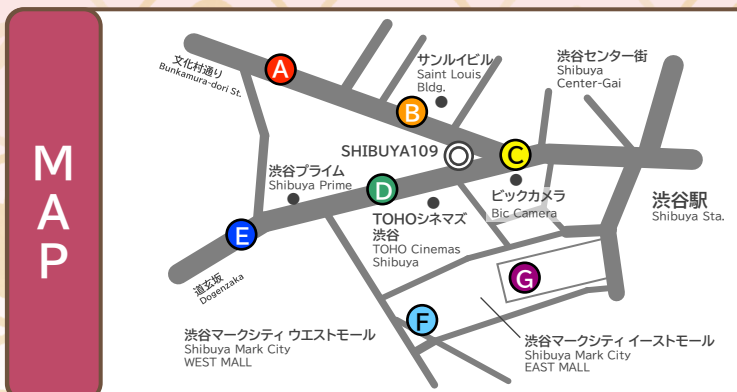 MAP
文化村通り
Bunkamura-dori St.
A
サンルイビル
Saint Louis
Bldg.
渋谷センター街
Shibuya
Center-Gai
B
SHIBUYA109
C
渋谷プライム
Shibuya Prime
D
ビックカメラ
Bic Camera
渋谷駅
Shibuya Sta.
TOHOシネマズ
渋谷
TOHO Cinemas
Shibuya
E
道玄坂
Dogenzaka
G
F
渋谷マークシティ ウエストモール
Shibuya Mark City
WEST MALL
渋谷マークシティ イーストモール
Shibuya Mark City
EAST MALL